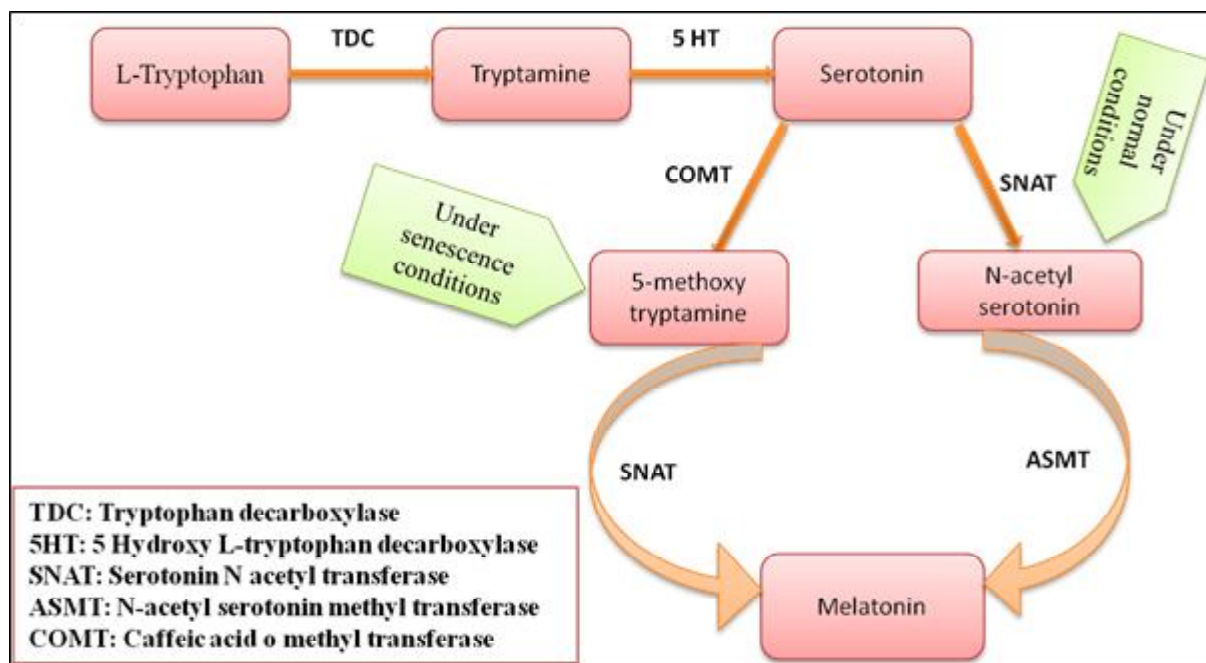 TDC
5 HT
L-Tryptophan
Tryptamine
Serotonin
Under
normal
conditions
COMT
SNAT
Under
senescence
conditions
5-methoxy
tryptamine
N-acetyl
serotonin
SNAT
ASMT
TDC: Tryptophan decarboxylase
5HT: 5 Hydroxy L-tryptophan decarboxylase
SNAT: Serotonin N acetyl transferase
ASMT: N-acetyl serotonin methyl transferase
COMT: Caffeic acid o methyl transferase
Melatonin